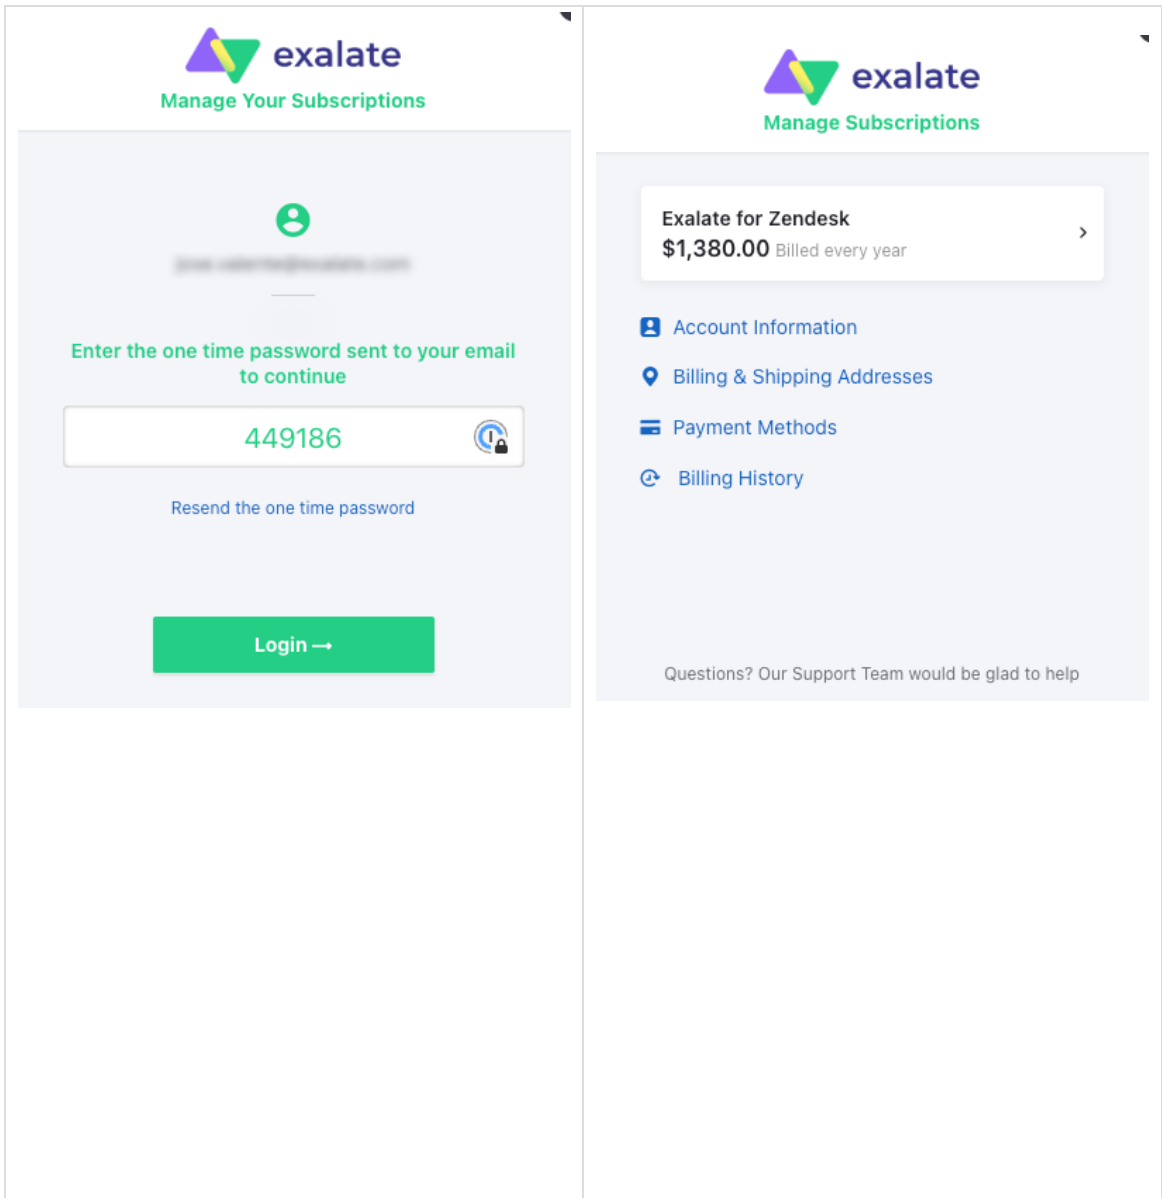 exalate
Manage Your Subscriptions
Enter the one time password sent to your email
to continue
449186
Resend the one time password
Login →
exalate
Manage Subscriptions
Exalate for Zendesk
$1,380.00 Billed every year
Account Information
Billing & Shipping Addresses
Payment Methods
Billing History
Questions? Our Support Team would be glad to help